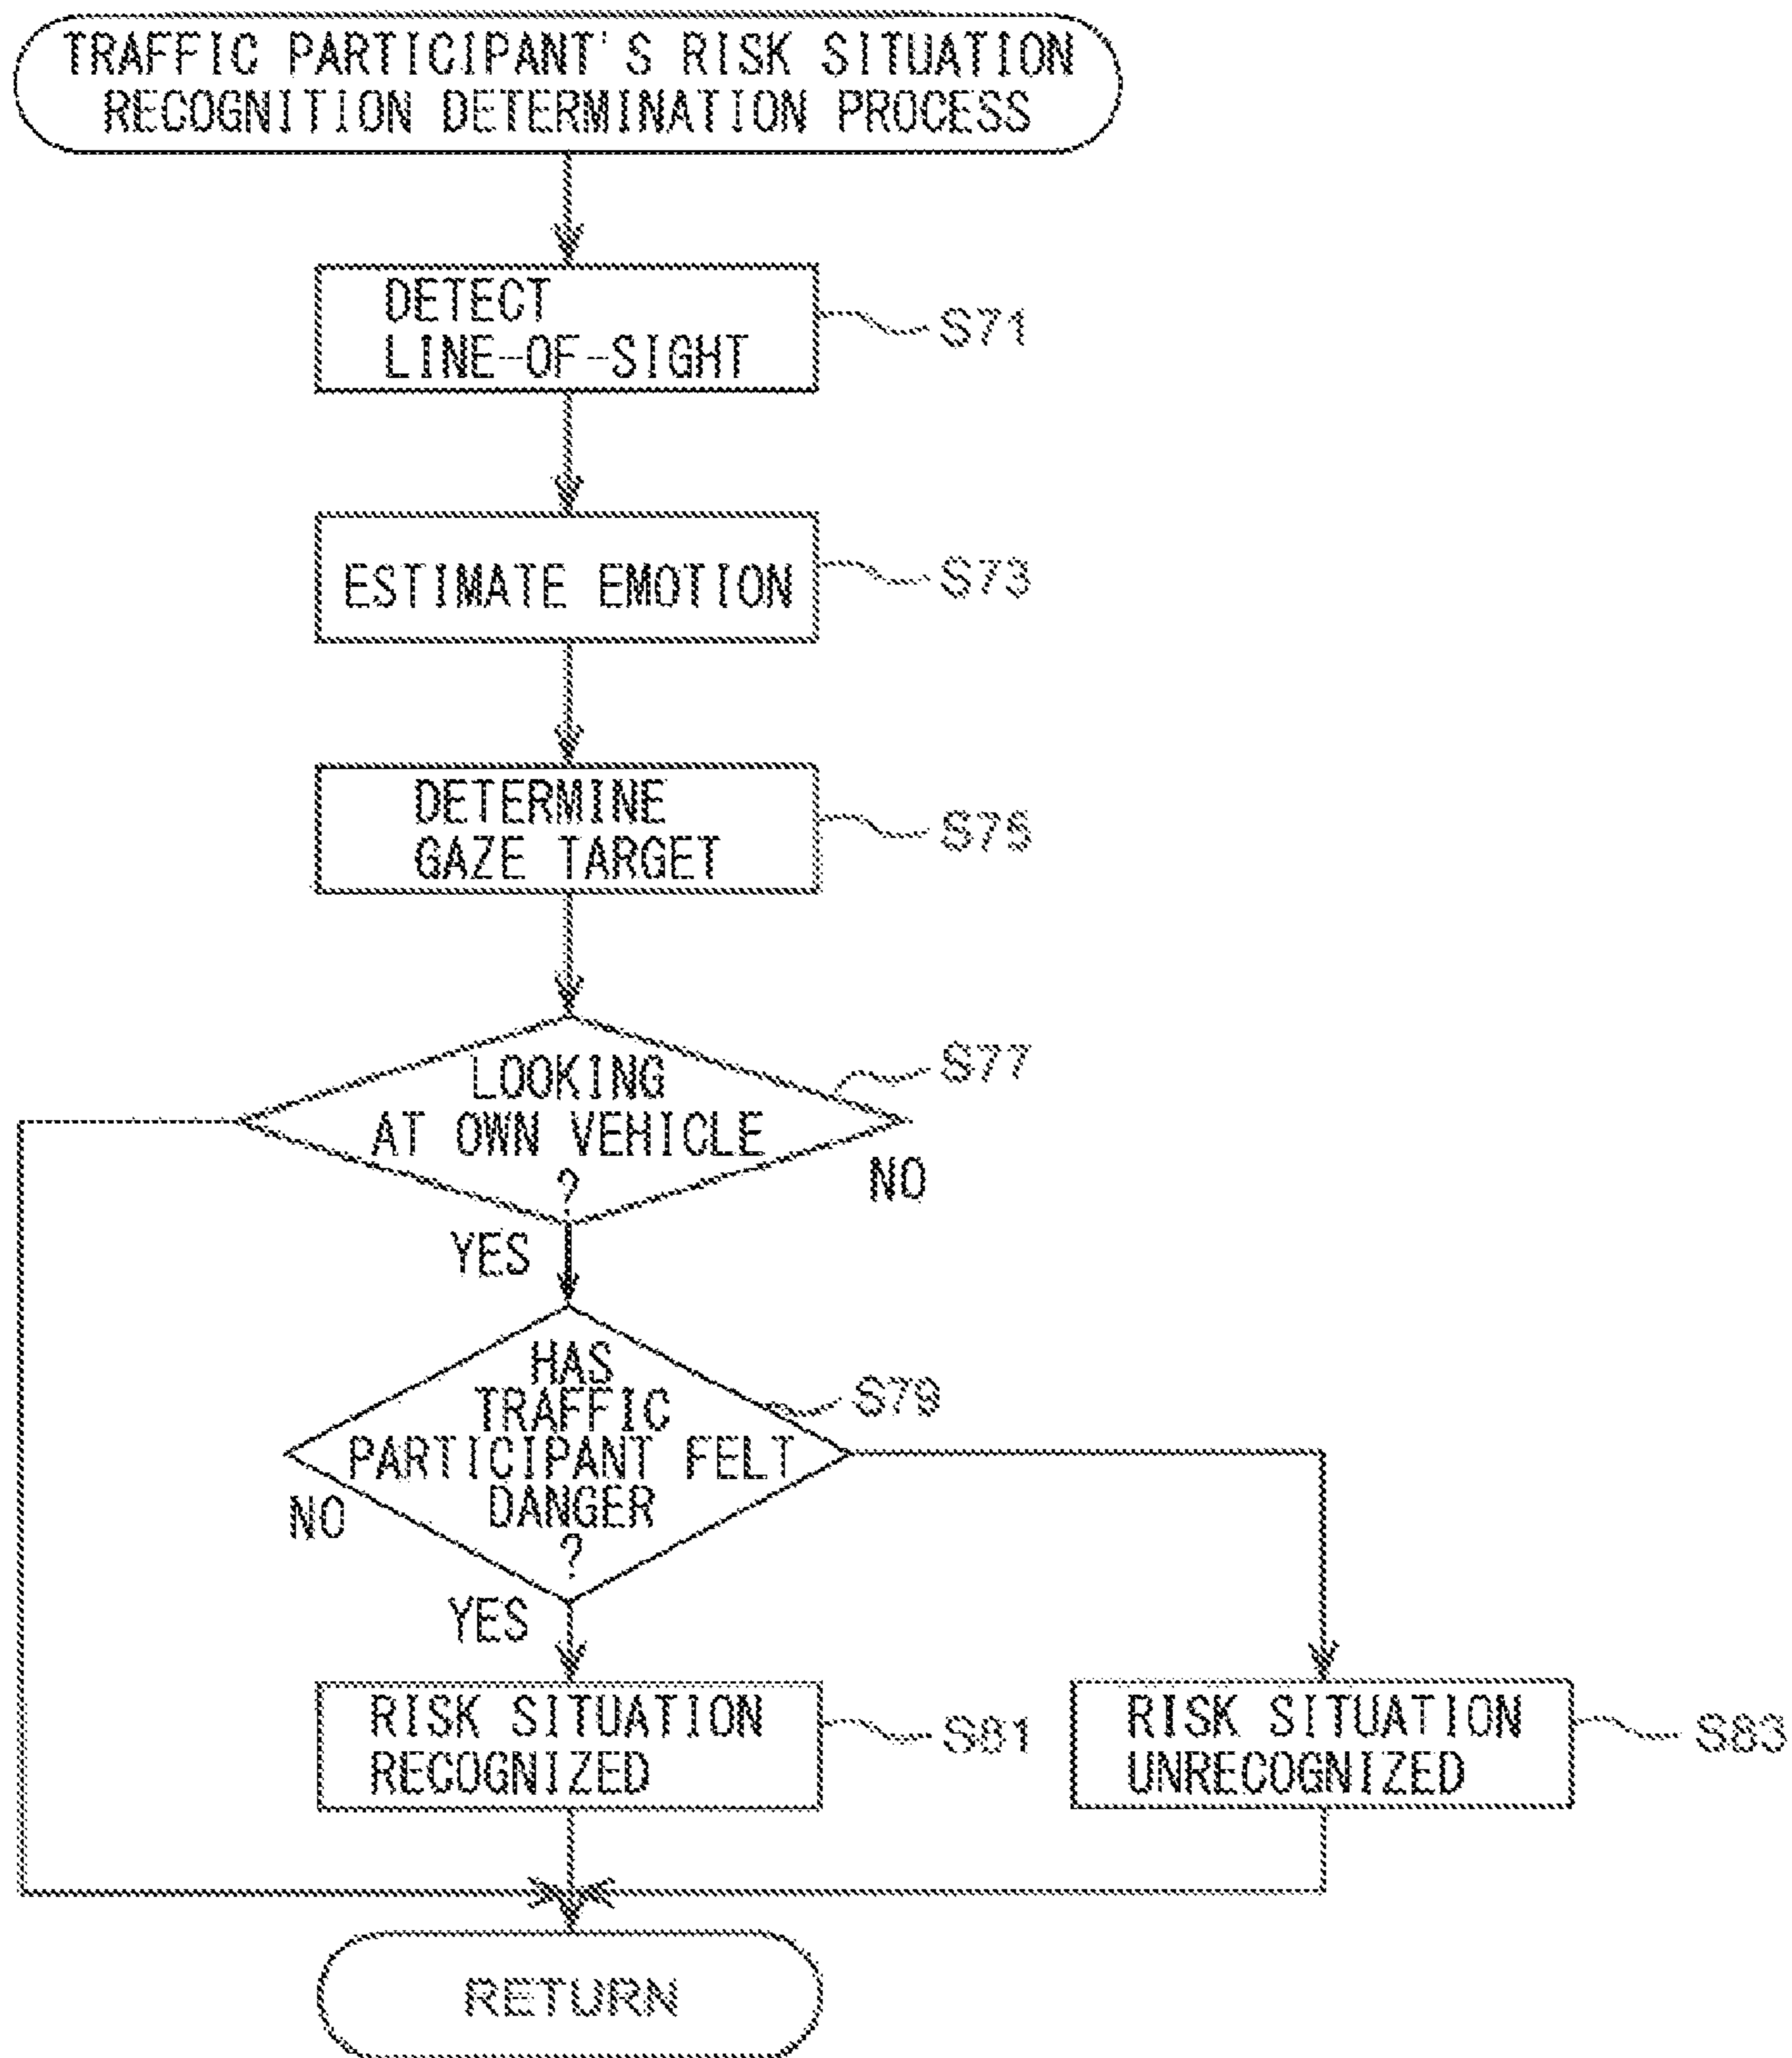 TRAFFIC PARTICIPANT'S RISK SITUATION
RECOGNITION DETERMINATION PROCESS
DETECT
LINE-OF-SIGHT
S71
ESTIMATE EMOTION
S73
DETERMINE
GAZE TARGET
S75
LOOKING
AT OWN VEHICLE
?
S77
NO
YES
HAS
TRAFFIC
PARTICIPANT FELT
DANGER
?
S79
NO
YES
RISK SITUATION
RECOGNIZED
S81
RISK SITUATION
UNRECOGNIZED
S83
RETURN